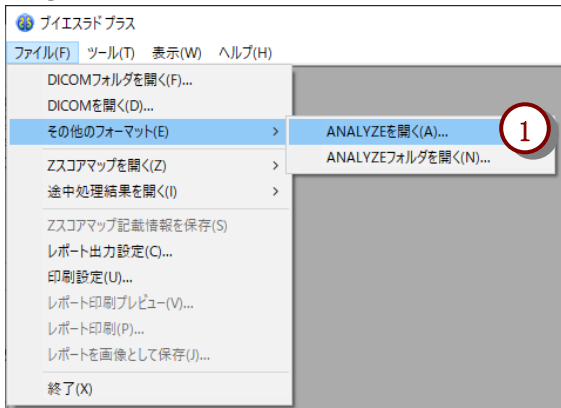 ブイエスラド プラス
ファイル(F) ツール(T) 表示(W) ヘルプ(H)
DICOMフォルダを開く(F)...
DICOMを開く(D)...
その他のフォーマット(E) >
ANALYZEを開く(A)...
1
ANALYZEフォルダを開く(N)...
Zスコアマップを開く(Z) >
途中処理結果を開く(I) >
Zスコアマップ記載情報を保存(S)
レポート出力設定(C)...
印刷設定(U)...
レポート印刷プレビュー(V)...
レポート印刷(P)...
レポートを画像として保存(J)...
終了(X)